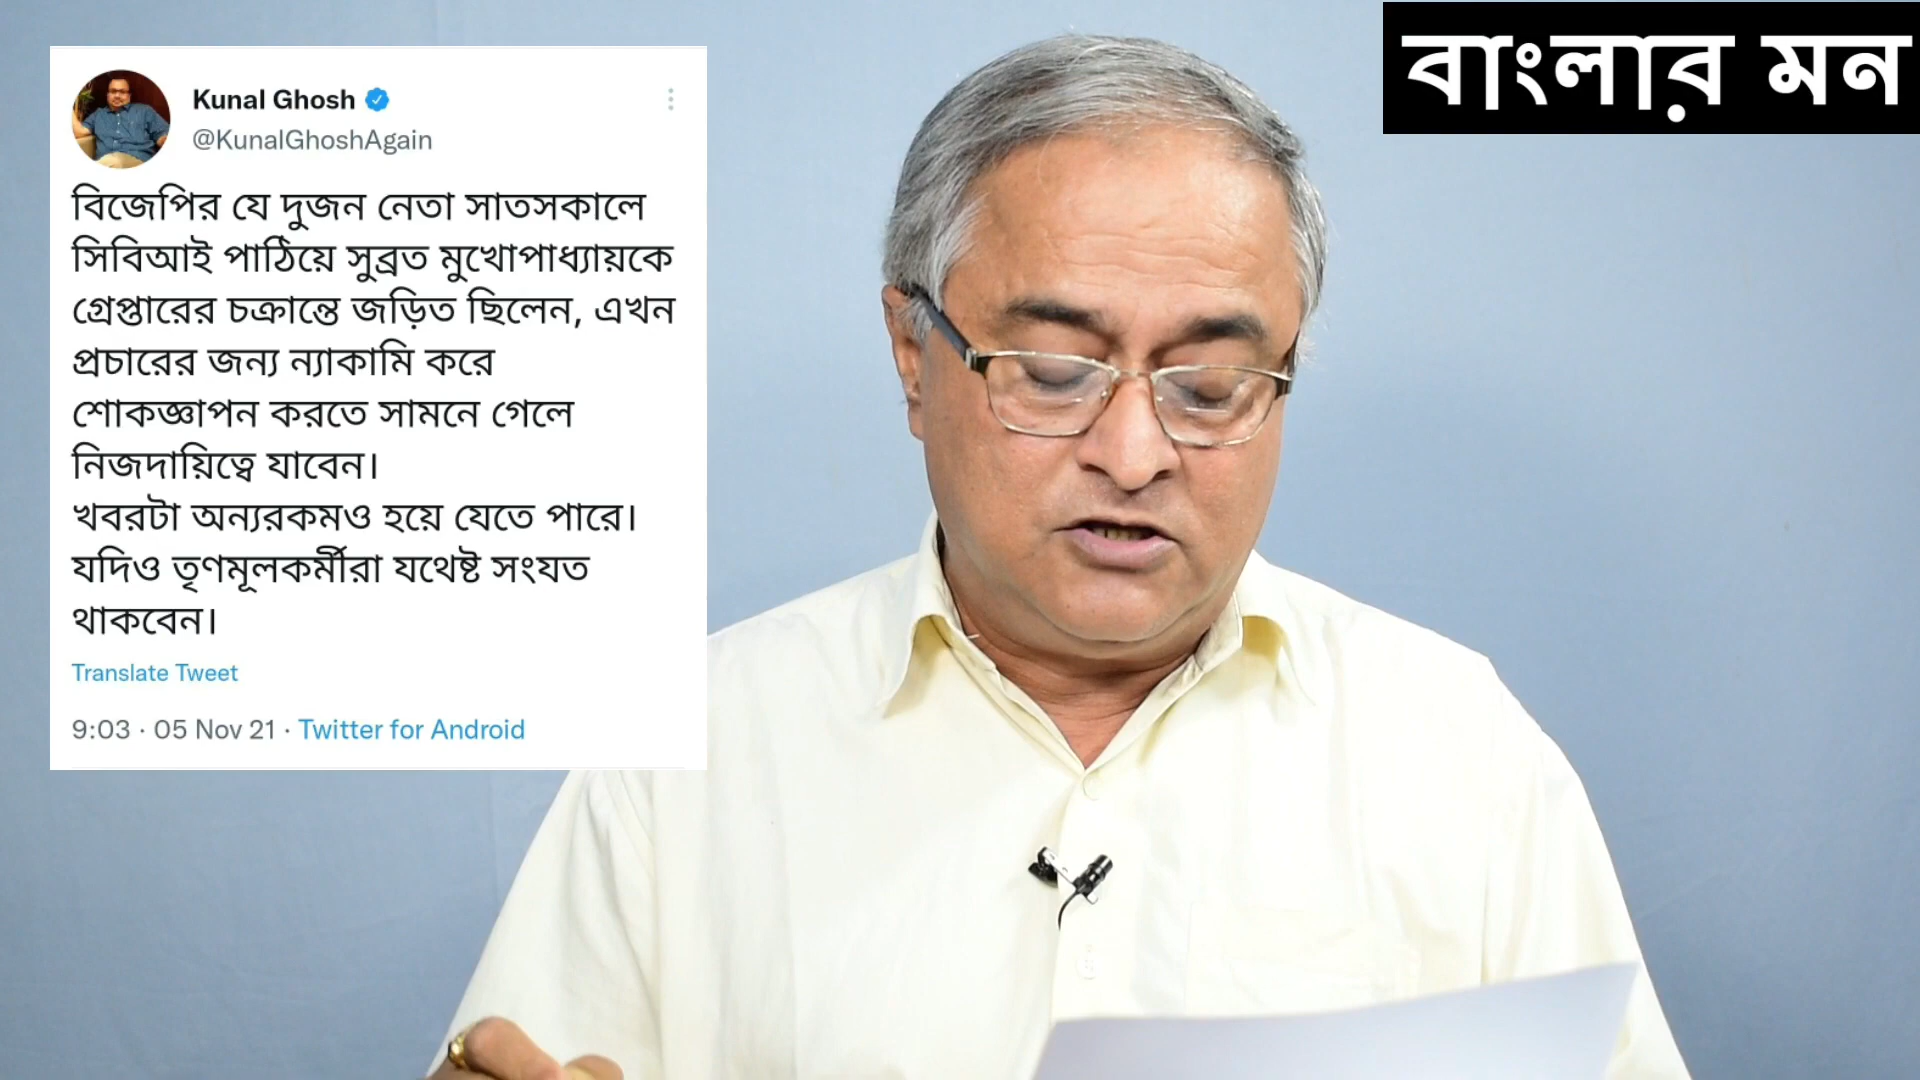 বাংলার মন
Kunal Ghosh
@KunalGhoshAgain
বিজেপির যে দুজন নেতা সাতসকালে
সিবিআই পাঠিয়ে সুব্রত মুখোপাধ্যায়কে
গ্রেপ্তারের চক্রান্তে জড়িত ছিলেন, এখন
প্রচারের জন্য ন্যাকামি করে
শোকজ্ঞাপন করতে সামনে গেলে
নিজদায়িত্বে যাবেন।
খবরটা অন্যরকমও হয়ে যেতে পারে।
যদিও তৃণমূলকর্মীরা যথেষ্ট সংযত
থাকবেন।
Translate Tweet
9:03 · 05 Nov 21 · Twitter for Android